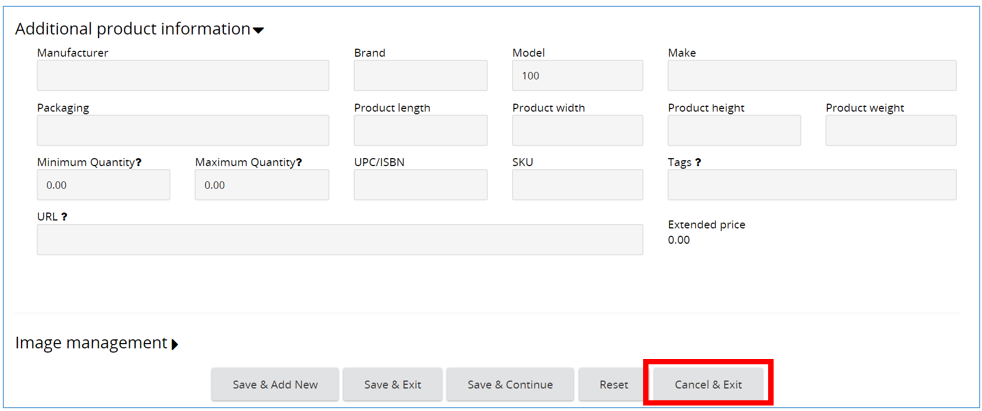 Additional product information
Manufacturer Brand Model Make
100
Packaging Product length Product width Product height Product weight
Minimum Quantity? Maximum Quantity? UPC/ISBN SKU Tags ?
0.00 0.00
URL ?
Extended price
0.00
Image management
Save & Add New Save & Exit Save & Continue Reset Cancel & Exit